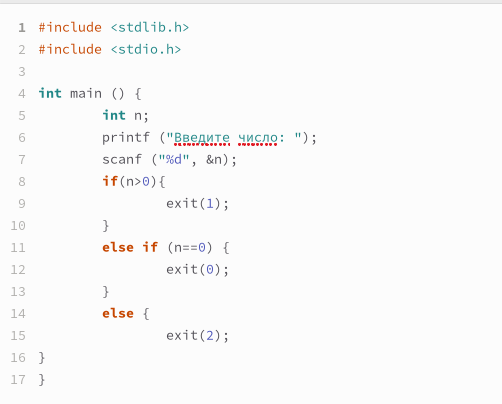 1 #include <stdlib.h>
2 #include <stdio.h>
3
4 int main () {
5         int n;
6         printf ("Введите число: ");
7         scanf ("%d", &n);
8         if(n>0){
9                 exit(1);
10         }
11         else if (n==0) {
12                 exit(0);
13         }
14         else {
15                 exit(2);
16 }
17 }